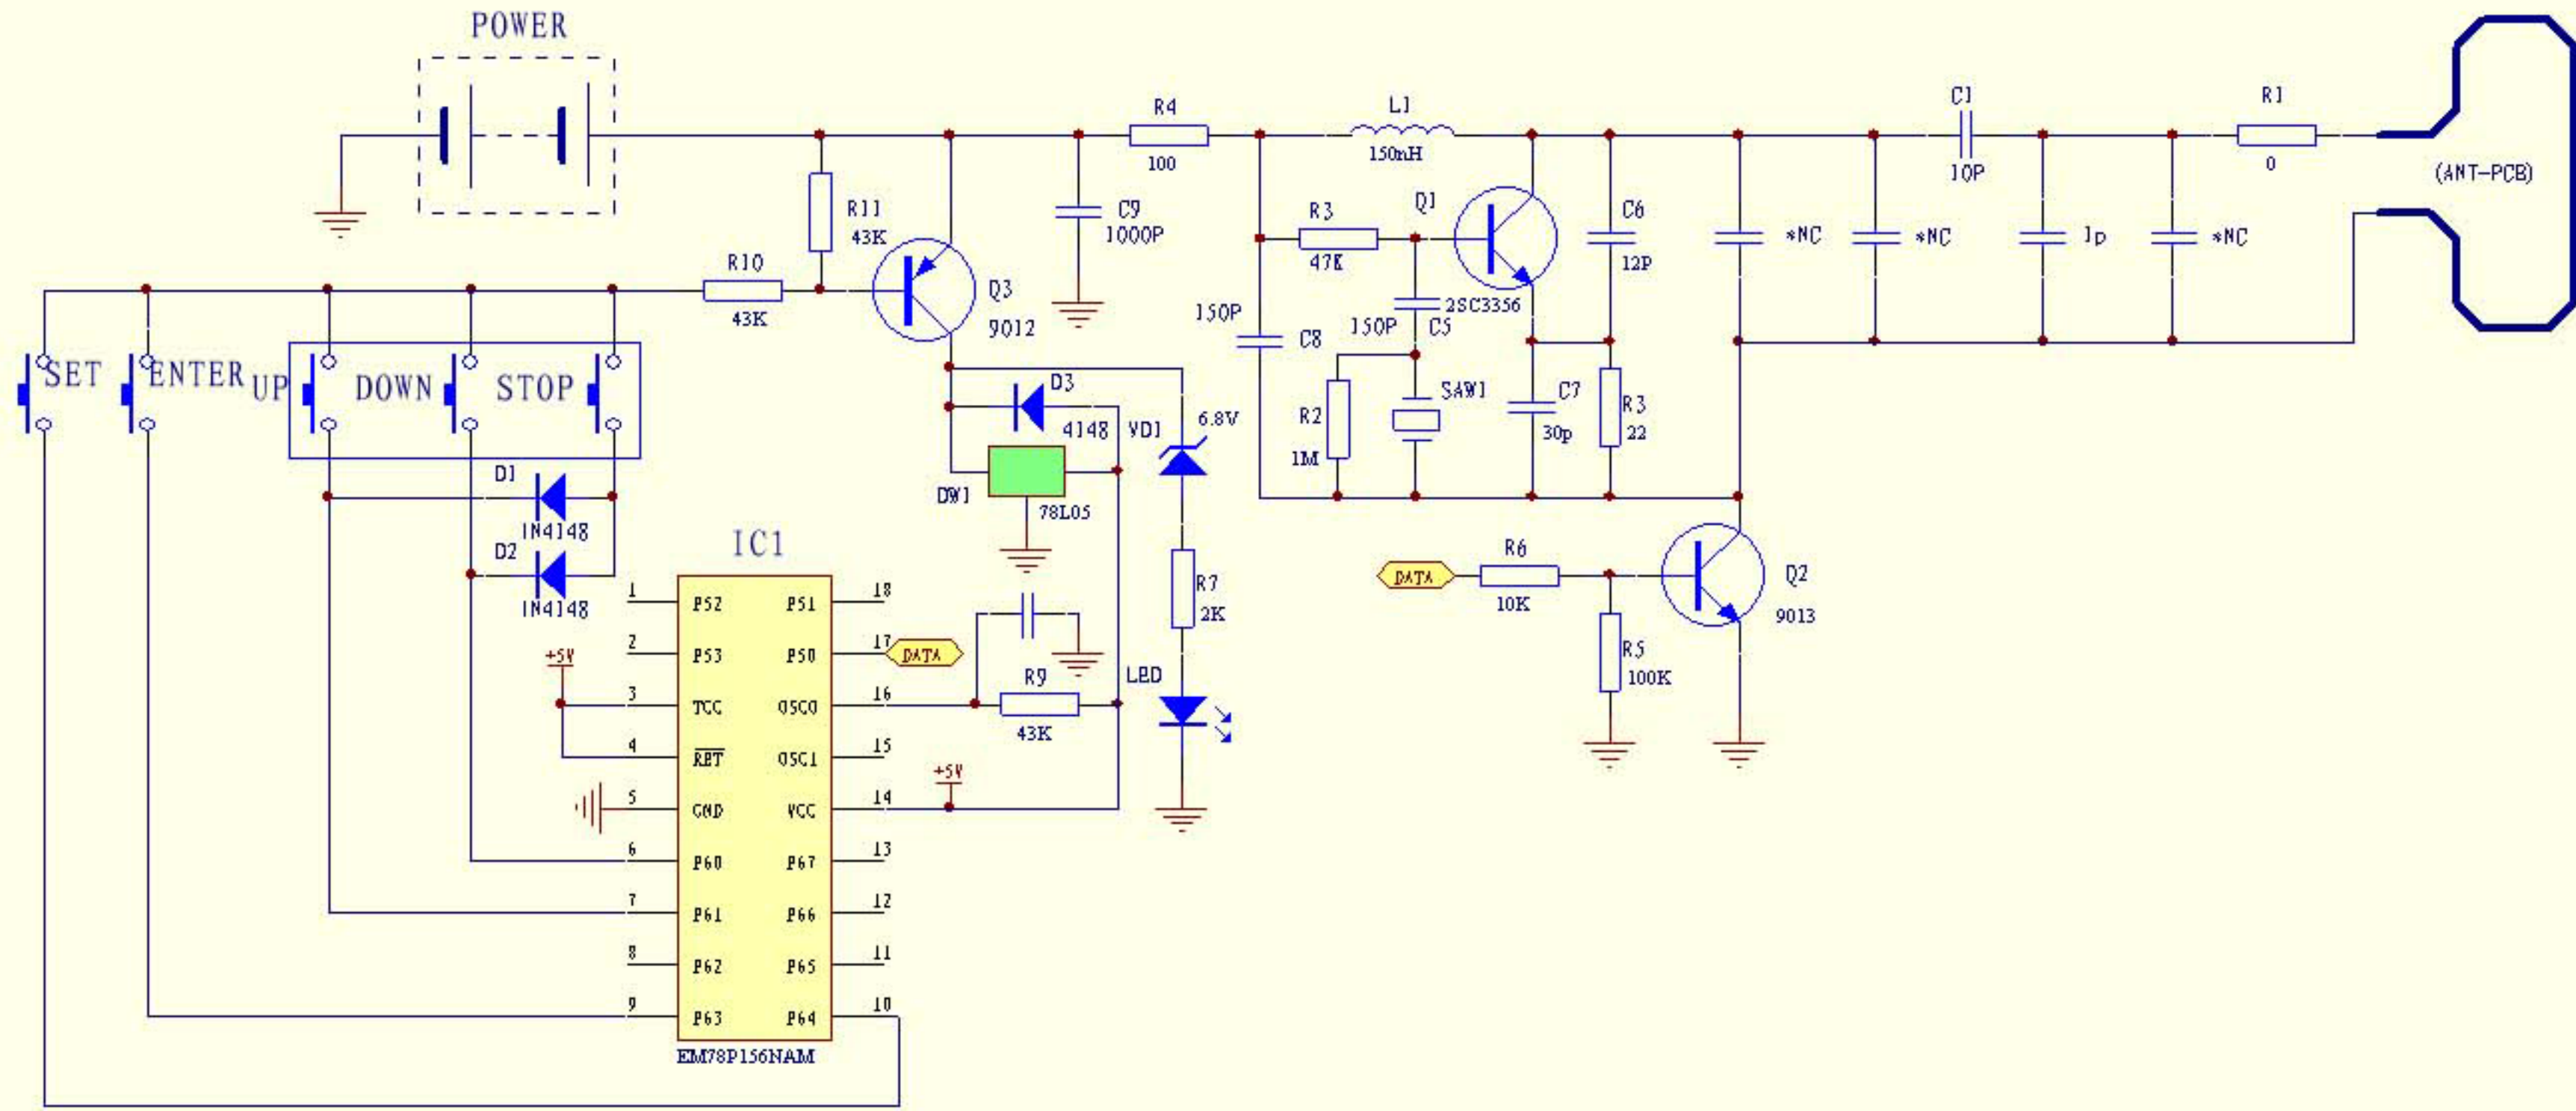 POWER
R4
100
L1
150nH
C1
10P
R1
0
(ANT-PCB)
R11
43K
C9
1000P
R3
47K
Q1
2SC3356
C6
12P
*NC
*NC
1p
*NC
R10
43K
Q3
9012
150P
C8
150P
C5
SET
ENTER
UP
DOWN
STOP
D3
4148
VD1
6.8V
R2
1M
SAW1
C7
30p
R3
22
D1
1N4148
D2
1N4148
DW1
78L05
IC1
DATA
R6
10K
Q2
9013
R5
100K
R7
2K
LED
1
P52
P51
18
2
P53
P50
17
DATA
+5V
3
TCC
OSCO
16
R9
43K
4
RET
OSC1
15
5
GND
VCC
14
+5V
6
P60
P67
13
7
P61
P66
12
8
P62
P65
11
9
P63
P64
10
EM78P156NAM